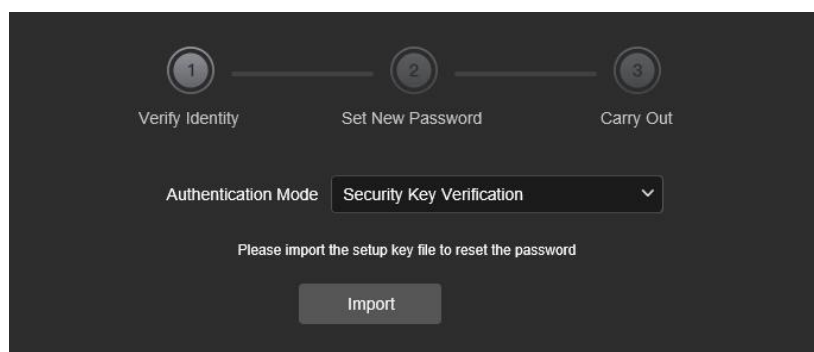 1 2 3
Verify Identity Set New Password Carry Out
Authentication Mode Security Key Verification
Please import the setup key file to reset the password
Import